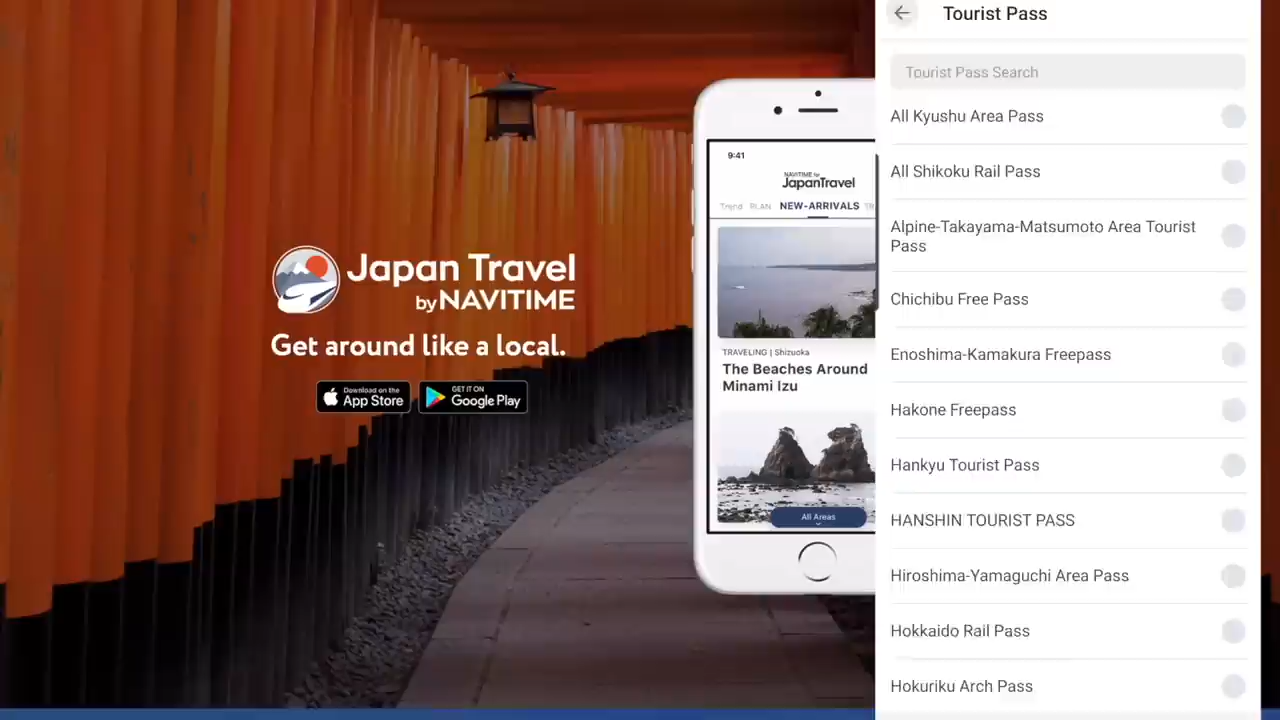 Japan Travel
by NAVITIME
Get around like a local.
Download on the
App Store
GET IT ON
Google Play
9:41
NAVITIME for
JapanTravel
Trend PLAN NEW-ARRIVALS
TRAVELING | Shizuoka
The Beaches Around
Minami Izu
All Areas
Tourist Pass
Tourist Pass Search
All Kyushu Area Pass
All Shikoku Rail Pass
Alpine-Takayama-Matsumoto Area Tourist
Pass
Chichibu Free Pass
Enoshima-Kamakura Freepass
Hakone Freepass
Hankyu Tourist Pass
HANSHIN TOURIST PASS
Hiroshima-Yamaguchi Area Pass
Hokkaido Rail Pass
Hokuriku Arch Pass